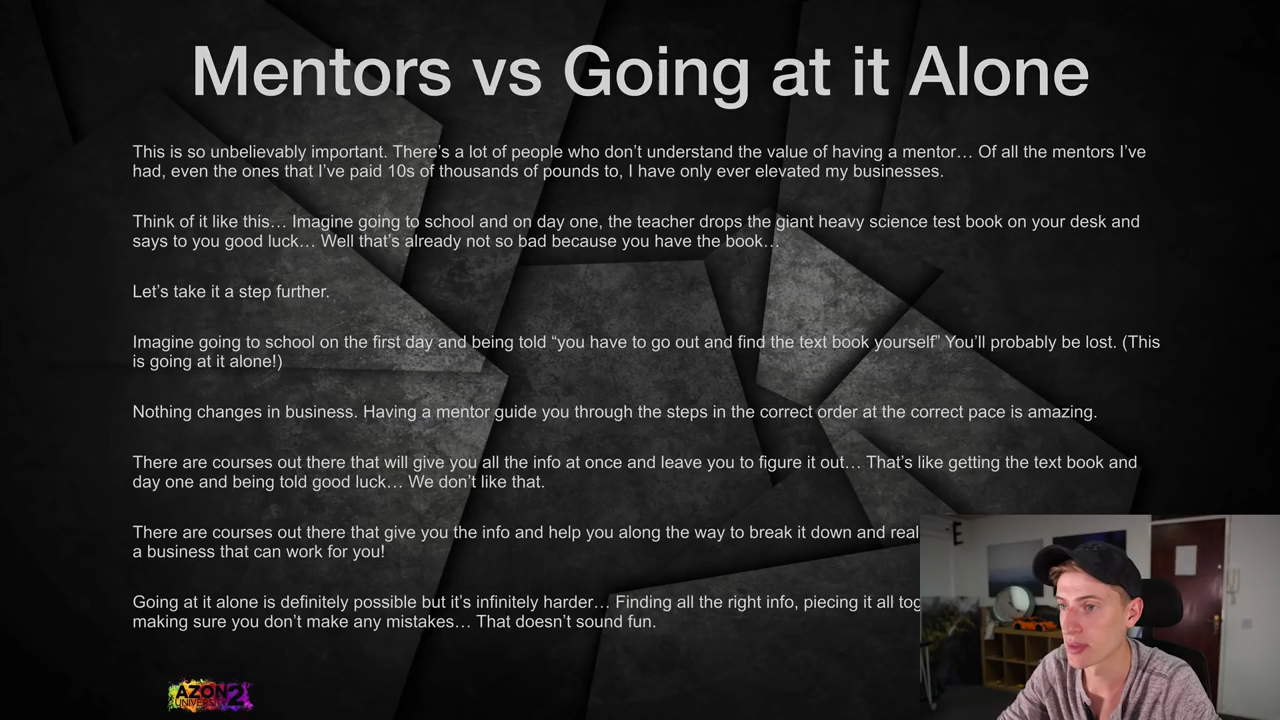 Mentors vs Going at it Alone
This is so unbelievably important. There's a lot of people who don't understand the value of having a mentor… Of all the mentors I've
had, even the ones that I've paid 10s of thousands of pounds to, I have only ever elevated my businesses.
Think of it like this… Imagine going to school and on day one, the teacher drops the giant heavy science test book on your desk and
says to you good luck… Well that's already not so bad because you have the book…
Let's take it a step further.
Imagine going to school on the first day and being told “you have to go out and find the text book yourself” You'll probably be lost. (This
is going at it alone!)
Nothing changes in business. Having a mentor guide you through the steps in the correct order at the correct pace is amazing.
There are courses out there that will give you all the info at once and leave you to figure it out… That's like getting the text book and
day one and being told good luck… We don't like that.
There are courses out there that give you the info and help you along the way to break it down and
a business that can work for you!
Going at it alone is definitely possible but it's infinitely harder… Finding all the right info, piecing it all
making sure you don't make any mistakes… That doesn't sound fun.
E
AZON 2
UNIVERSITY